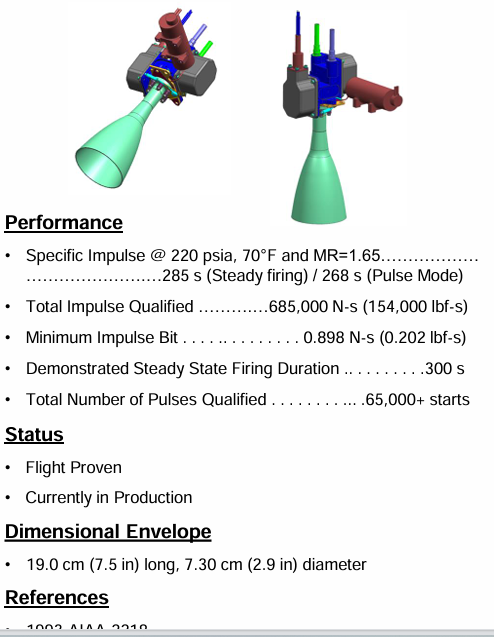 Performance
• Specific Impulse @ 220 psia, 70°F and MR=1.65………………
…………………….…285 s (Steady firing) / 268 s (Pulse Mode)
• Total Impulse Qualified ………….…685,000 N-s (154,000 lbf-s)
• Minimum Impulse Bit . . . . .. . . . . . . . . 0.898 N-s (0.202 lbf-s)
• Demonstrated Steady State Firing Duration .. . . . . . . . .300 s
• Total Number of Pulses Qualified . . . . . . . . ... .65,000+ starts
Status
• Flight Proven
• Currently in Production
Dimensional Envelope
• 19.0 cm (7.5 in) long, 7.30 cm (2.9 in) diameter
References